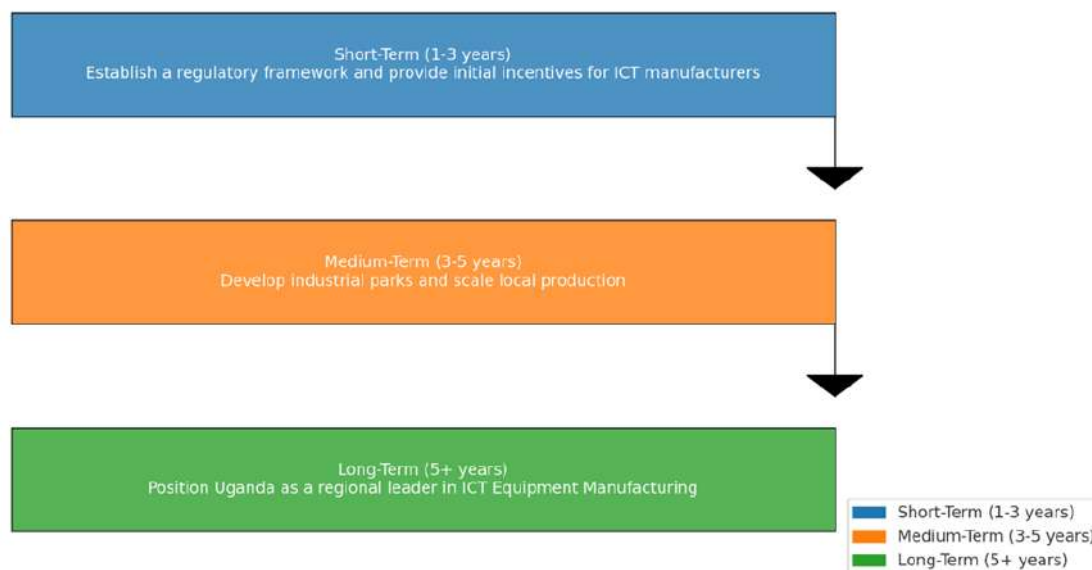 Short-Term (1-3 years)
Establish a regulatory framework and provide initial incentives for ICT manufacturers
Medium-Term (3-5 years)
Develop industrial parks and scale local production
Long-Term (5+ years)
Position Uganda as a regional leader in ICT Equipment Manufacturing
Short-Term (1-3 years)
Medium-Term (3-5 years)
Long-Term (5+ years)